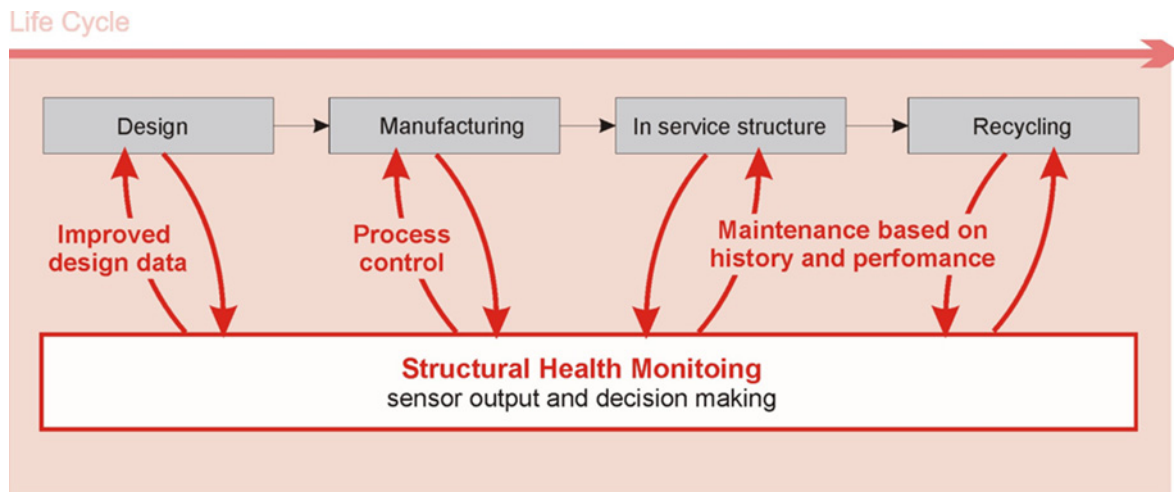 Life Cycle
Design
Manufacturing
In service structure
Recycling
Improved
design data
Process
control
Maintenance based on
history and perfomance
Structural Health Monitoing
sensor output and decision making